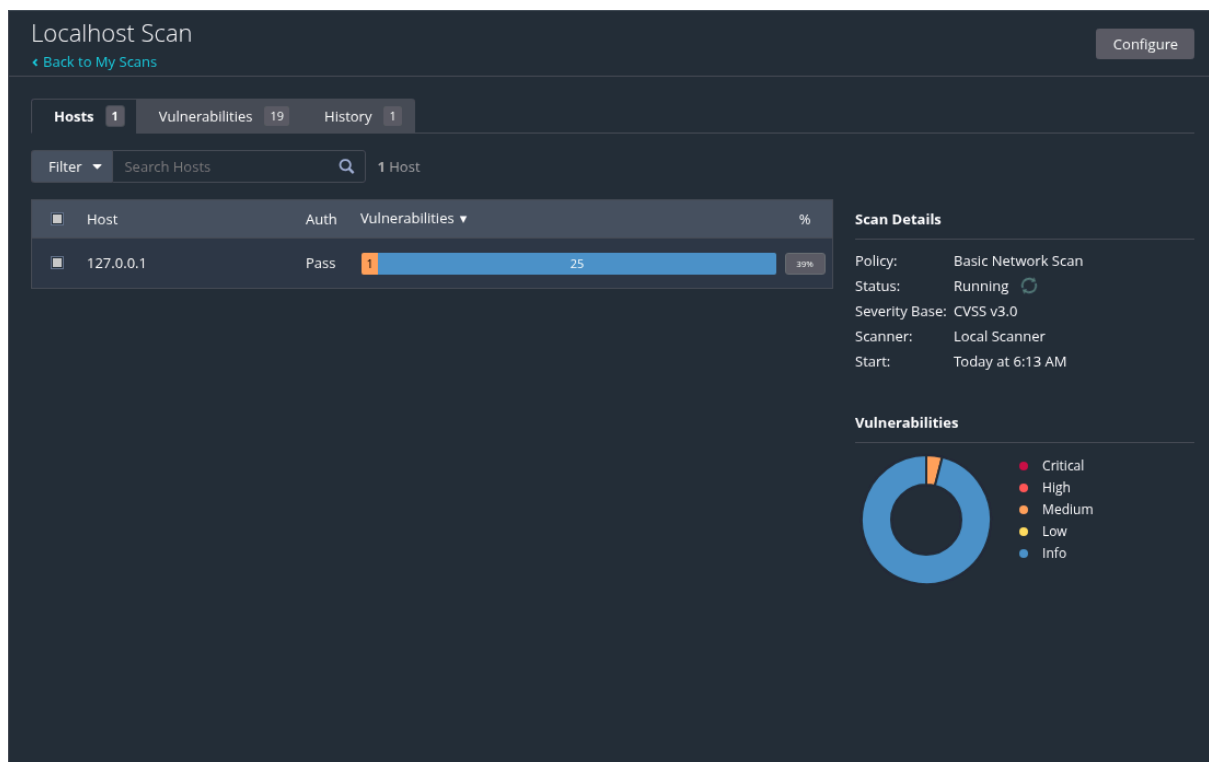 Localhost Scan
Configure
‹ Back to My Scans
Hosts 1 Vulnerabilities 19 History 1
Filter Search Hosts 1 Host
Host Auth Vulnerabilities %
127.0.0.1 Pass 1 25 39%
Scan Details
Policy: Basic Network Scan
Status: Running
Severity Base: CVSS v3.0
Scanner: Local Scanner
Start: Today at 6:13 AM
Vulnerabilities
Critical
High
Medium
Low
Info